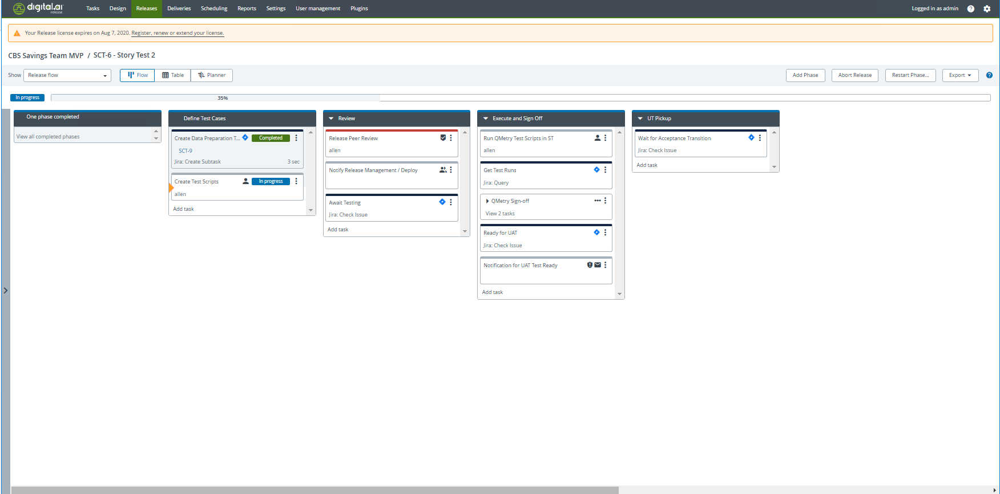 digital.ai
release
Tasks Design Releases Deliveries Scheduling Reports Settings User management Plugins
Logged in as admin
Your Release license expires on Aug 7, 2020. Register, renew or extend your license.
CBS Savings Team MVP / SCT-6 - Story Test 2
Show Release flow Flow Table Planner Add Phase Abort Release Restart Phase... Export
In progress 35%
One phase completed
View all completed phases
Define Test Cases
Create Data Preparation T... Completed
SCT-9
Jira: Create Subtask 3 sec
Create Test Scripts In progress
allen
Add task
Review
Release Peer Review
allen
Notify Release Management / Deploy
Await Testing
Jira: Check Issue
Add task
Execute and Sign Off
Run QMetry Test Scripts in ST
allen
Get Test Runs
Jira: Query
QMetry Sign-off
View 2 tasks
Ready for UAT
Jira: Check Issue
Notification for UAT Test Ready
Add task
UT Pickup
Wait for Acceptance Transition
Jira: Check Issue
Add task